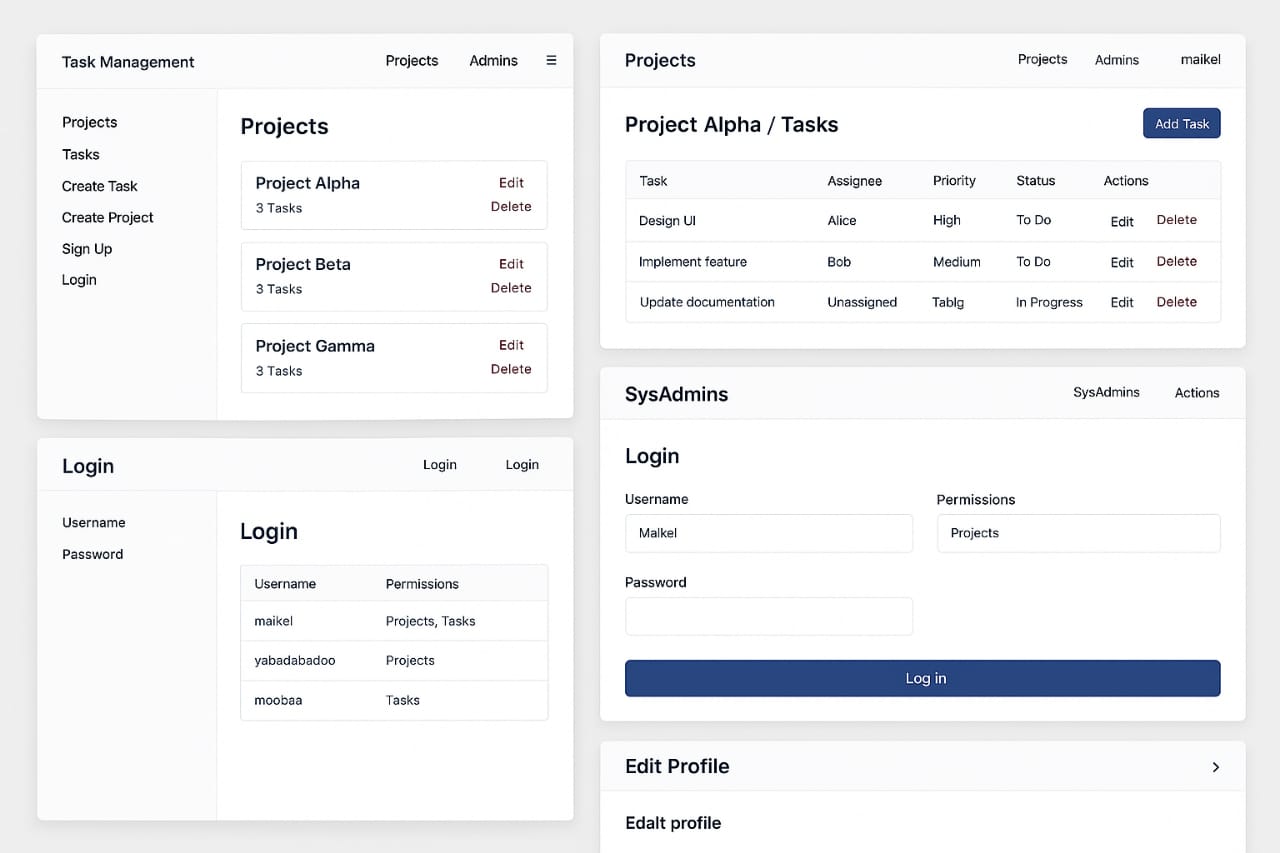 Task Management Projects Admins ☰
Projects
Tasks
Create Task
Create Project
Sign Up
Login
Projects
Project Alpha Edit
3 Tasks Delete
Project Beta Edit
3 Tasks Delete
Project Gamma Edit
3 Tasks Delete
Projects Projects Admins maikel
Project Alpha / Tasks Add Task
Task Assignee Priority Status Actions
Design UI Alice High To Do Edit Delete
Implement feature Bob Medium To Do Edit Delete
Update documentation Unassigned Tablg In Progress Edit Delete
Login Login Login
Username
Password
Login
Username Permissions
maikel Projects, Tasks
yabadabadoo Projects
moobaa Tasks
SysAdmins SysAdmins Actions
Login
Username Permissions
Malkel Projects
Password
Log in
Edit Profile
Edalt profile